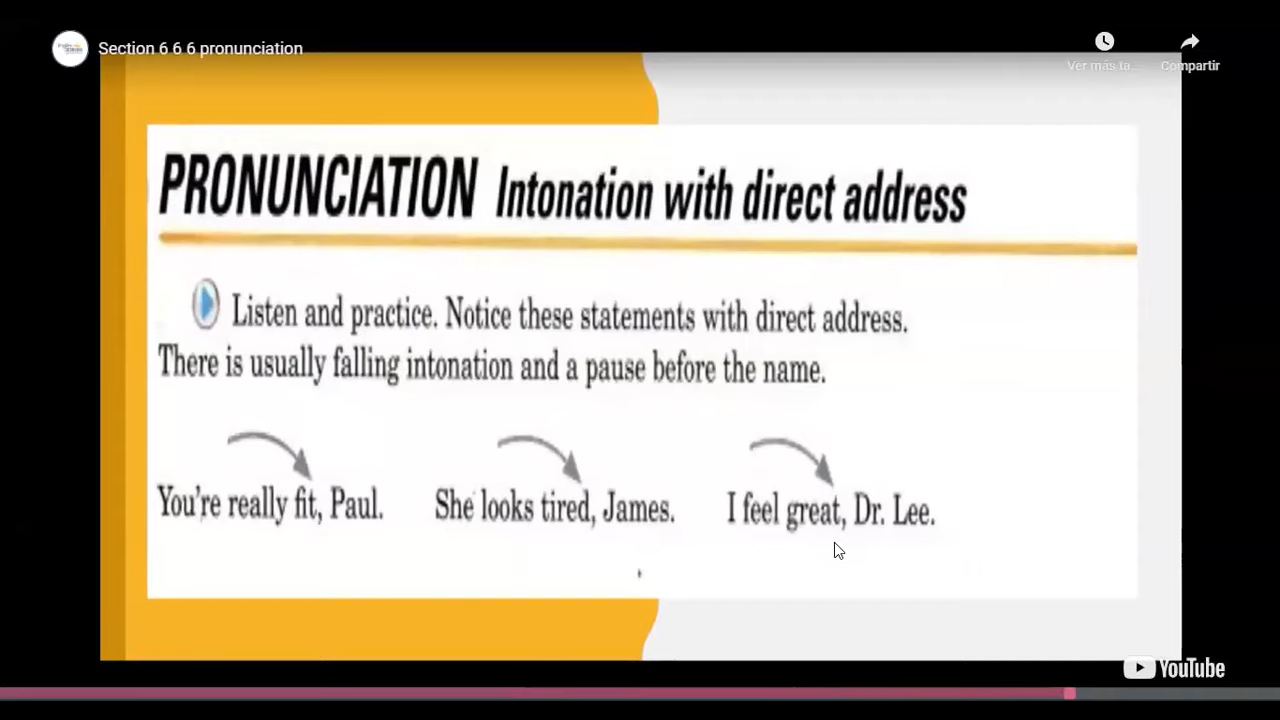 Section 6 6 6 pronunciation
Ver más ta...
Compartir
PRONUNCIATION Intonation with direct address
Listen and practice. Notice these statements with direct address.
There is usually falling intonation and a pause before the name.
You're really fit, Paul. She looks tired, James. I feel great, Dr. Lee.
YouTube